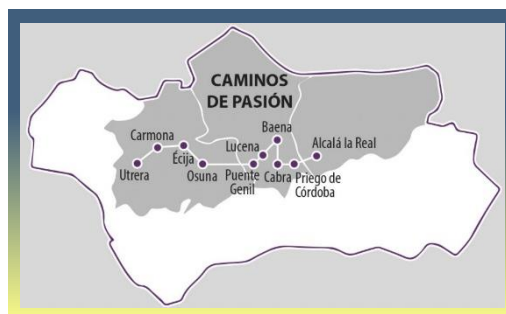 CAMINOS
DE PASIÓN
Baena
Carmona
Lucena
Alcalá la Real
Écija
Utrera
Osuna
Puente
Genil
Cabra
Priego de
Córdoba